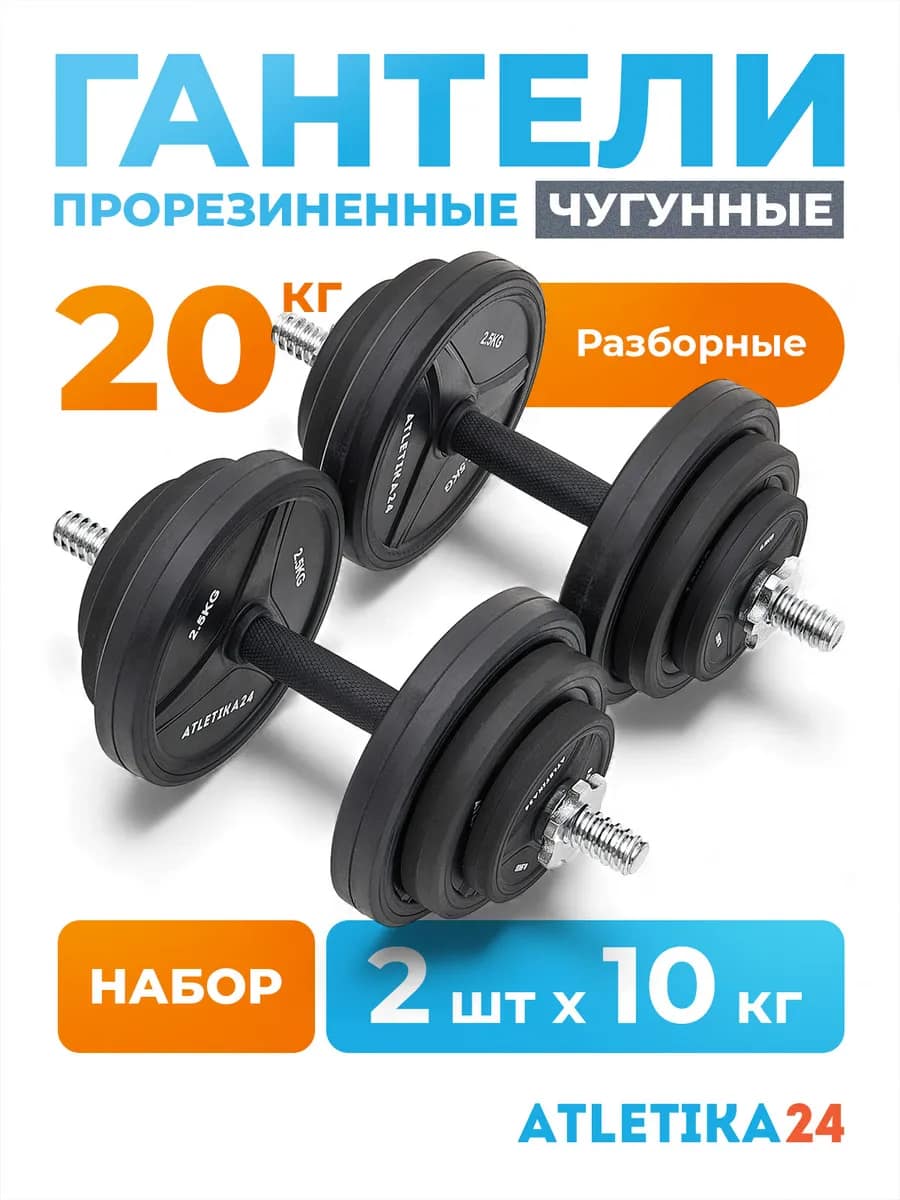 ГАНТЕЛИ
ПРОРЕЗИНЕННЫЕ ЧУГУННЫЕ
20 КГ
Разборные
2.5KG
ATLETIKA24
2.5KG
2.5KG
ATLETIKA24
НАБОР
2 шт х 10 кг
ATLETIKA24